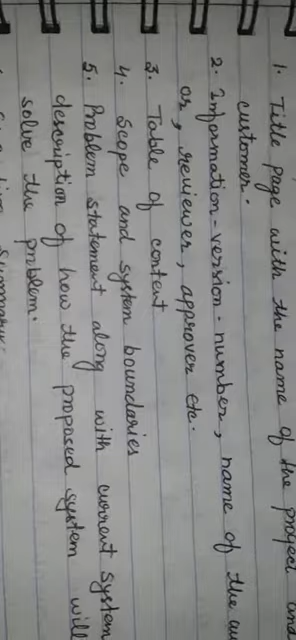 1. Title page with the name of the project and
customer.
2. Information - version - number, name of the
or, reviewer, approver etc.
3. Table of content
4. Scope and system boundaries
5. Problem statement along with current system
description of how the proposed system will
solve the problem.